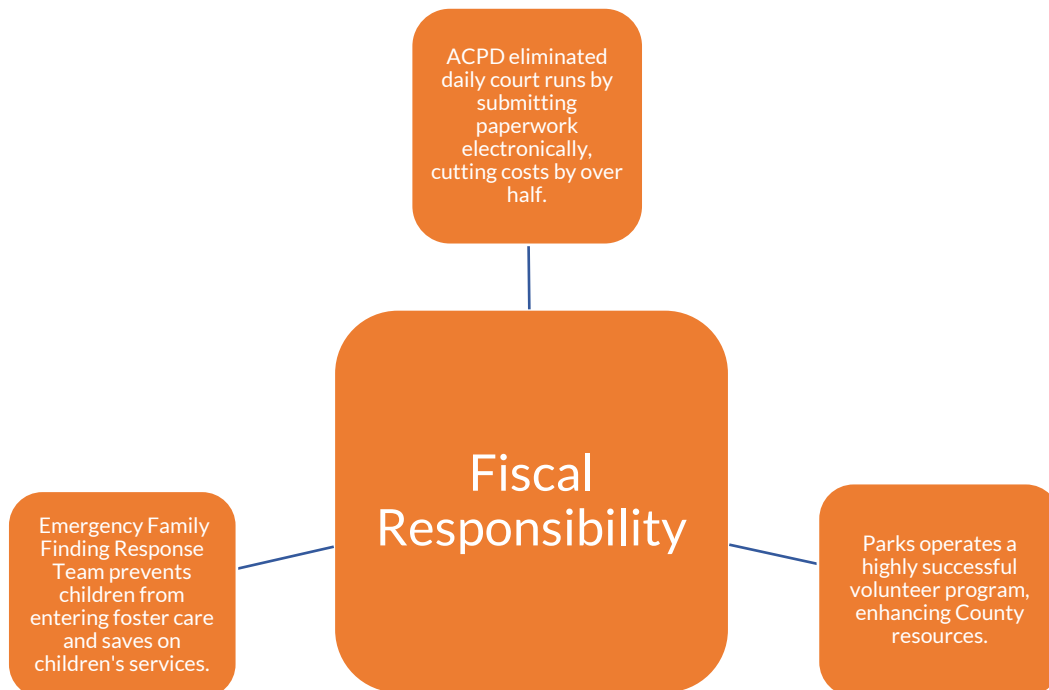 ACPD eliminated
daily court runs by
submitting
paperwork
electronically,
cutting costs by over
half.
Fiscal
Responsibility
Emergency Family
Finding Response
Team prevents
children from
entering foster care
and saves on
children's services.
Parks operates a
highly successful
volunteer program,
enhancing County
resources.